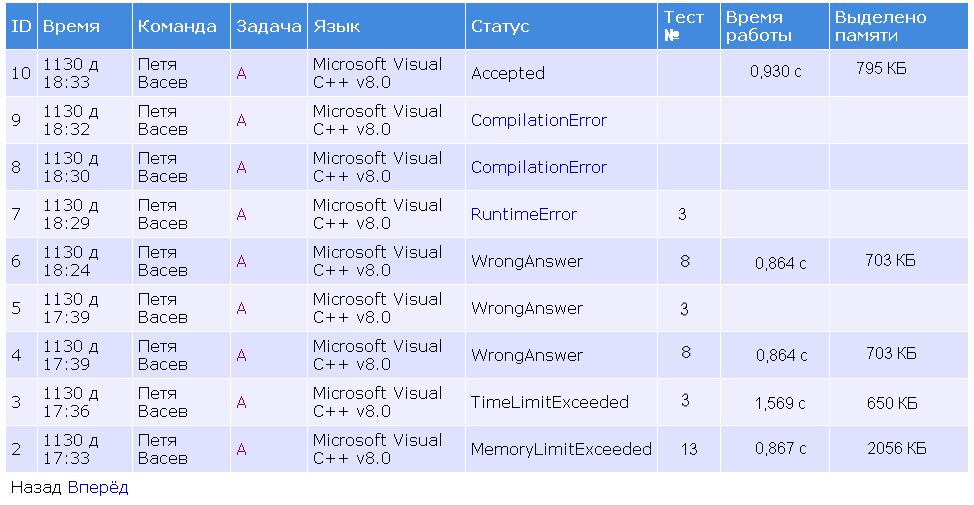 ID Время Команда Задача Язык Статус Тест № Время работы Выделено памяти
10 1130 д 18:33 Петя Васев A Microsoft Visual C++ v8.0 Accepted 0,930 с 795 КБ
9 1130 д 18:32 Петя Васев A Microsoft Visual C++ v8.0 CompilationError
8 1130 д 18:30 Петя Васев A Microsoft Visual C++ v8.0 CompilationError
7 1130 д 18:29 Петя Васев A Microsoft Visual C++ v8.0 RuntimeError 3
6 1130 д 18:24 Петя Васев A Microsoft Visual C++ v8.0 WrongAnswer 8 0,864 с 703 КБ
5 1130 д 17:39 Петя Васев A Microsoft Visual C++ v8.0 WrongAnswer 3
4 1130 д 17:39 Петя Васев A Microsoft Visual C++ v8.0 WrongAnswer 8 0,864 с 703 КБ
3 1130 д 17:36 Петя Васев A Microsoft Visual C++ v8.0 TimeLimitExceeded 3 1,569 с 650 КБ
2 1130 д 17:33 Петя Васев A Microsoft Visual C++ v8.0 MemoryLimitExceeded 13 0,867 с 2056 КБ
Назад Вперёд